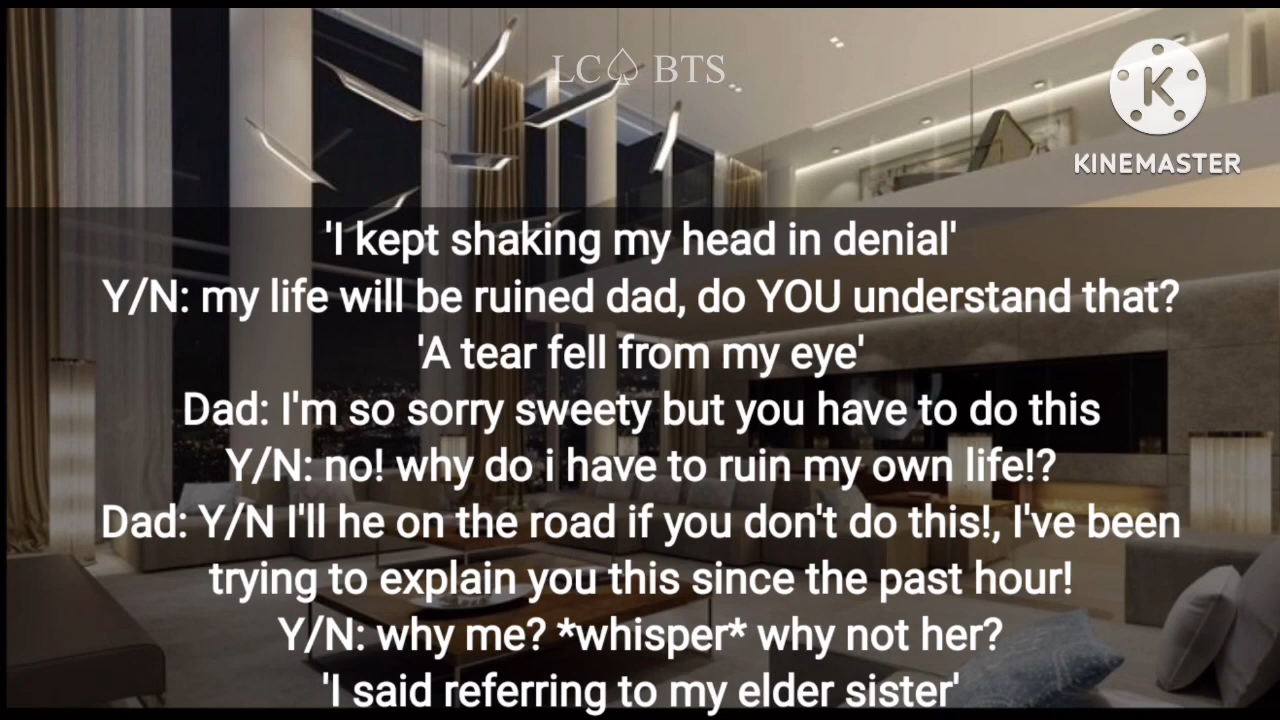 LC BTS
K
KINEMASTER
'I kept shaking my head in denial'
Y/N: my life will be ruined dad, do YOU understand that?
'A tear fell from my eye'
Dad: I'm so sorry sweety but you have to do this
Y/N: no! why do i have to ruin my own life!?
Dad: Y/N I'll he on the road if you don't do this!, I've been
trying to explain you this since the past hour!
Y/N: why me? *whisper* why not her?
'I said referring to my elder sister'